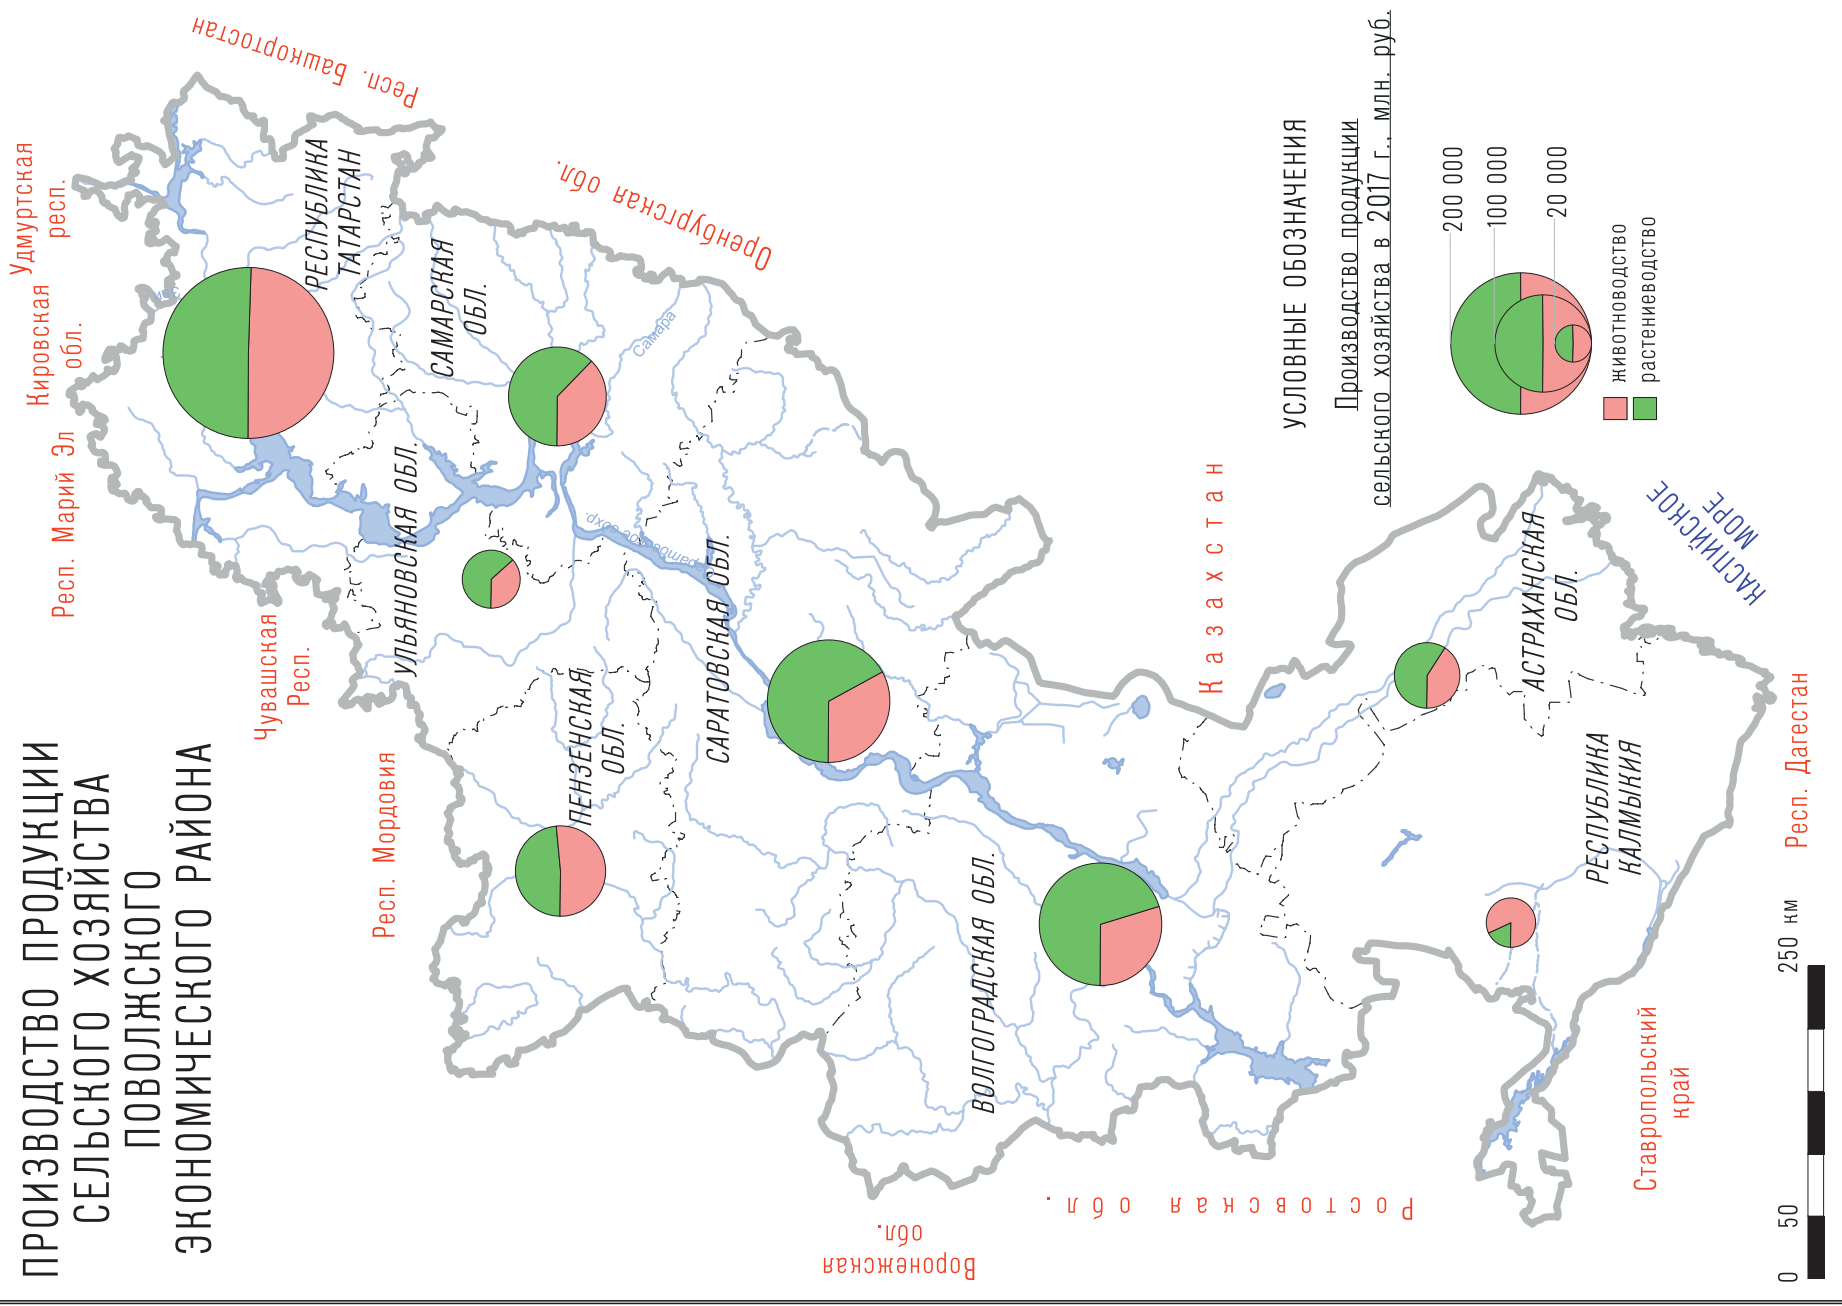 ПРОИЗВОДСТВО ПРОДУКЦИИ
СЕЛЬСКОГО ХОЗЯЙСТВА
ПОВОЛЖСКОГО
ЭКОНОМИЧЕСКОГО РАЙОНА
Респ. Марий Эл
Кировская
обл.
Удмуртская
респ.
Респ. Башкортостан
Чувашская
Респ.
Респ. Мордовия
Оренбургская обл.
РЕСПУБЛИКА
ТАТАРСТАН
САМАРСКАЯ
ОБЛ.
Самара
УЛЬЯНОВСКАЯ ОБЛ.
ПЕНЗЕНСКАЯ
ОБЛ.
САРАТОВСКАЯ ОБЛ.
ВОЛГОГРАДСКАЯ ОБЛ.
Воронежская
обл.
Ростовская обл.
Казахстан
АСТРАХАНСКАЯ
ОБЛ.
РЕСПУБЛИКА
КАЛМЫКИЯ
КАСПИЙСКОЕ
МОРЕ
Респ. Дагестан
Ставропольский
край
УСЛОВНЫЕ ОБОЗНАЧЕНИЯ
Производство продукции
сельского хозяйства в 2017 г., млн. руб.
200 000
100 000
20 000
животноводство
растениеводство
0 50 250 км